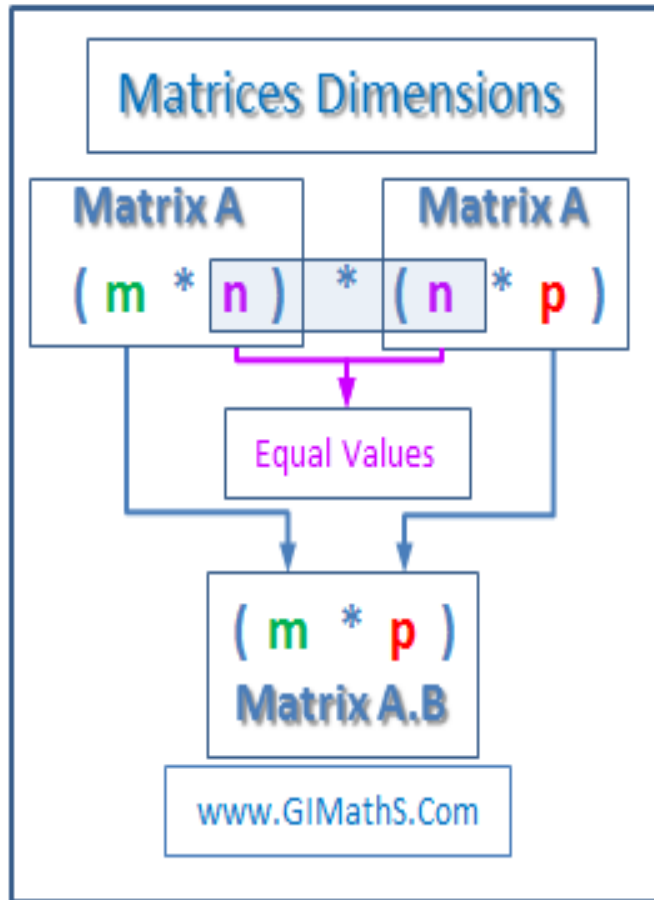 Matrices Dimensions
Matrix A Matrix A
( m * n ) * ( n * p )
Equal Values
( m * p )
Matrix A.B
www.GIMathS.Com